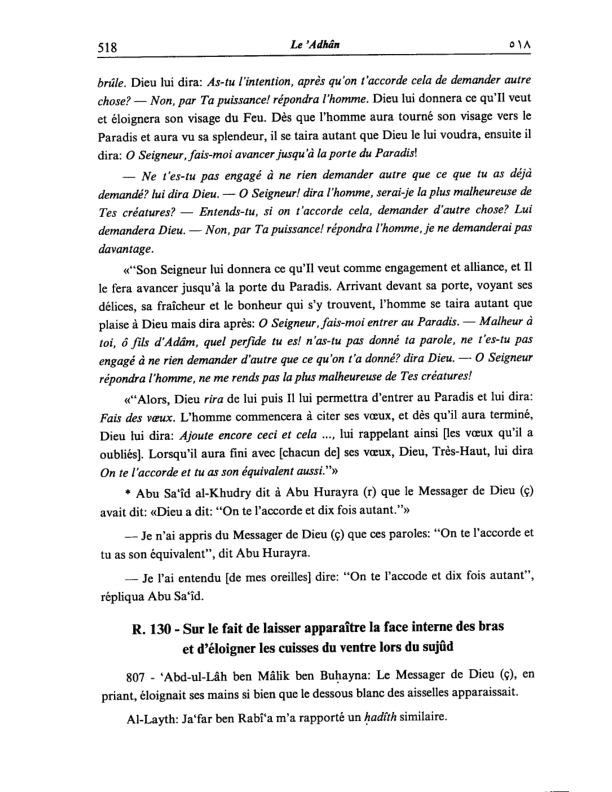 518 Le 'Adhân ٥١٨
brûle. Dieu lui dira: As-tu l'intention, après qu'on t'accorde cela de demander autre
chose? — Non, par Ta puissance! répondra l'homme. Dieu lui donnera ce qu'Il veut
et éloignera son visage du Feu. Dès que l'homme aura tourné son visage vers le
Paradis et aura vu sa splendeur, il se taira autant que Dieu le lui voudra, ensuite il
dira: O Seigneur, fais-moi avancer jusqu'à la porte du Paradis!
— Ne t'es-tu pas engagé à ne rien demander autre que ce que tu as déjà
demandé? lui dira Dieu. — O Seigneur! dira l'homme, serai-je la plus malheureuse de
Tes créatures? — Entends-tu, si on t'accorde cela, demander d'autre chose? Lui
demandera Dieu. — Non, par Ta puissance! répondra l'homme, je ne demanderai pas
davantage.
«"Son Seigneur lui donnera ce qu'Il veut comme engagement et alliance, et Il
le fera avancer jusqu'à la porte du Paradis. Arrivant devant sa porte, voyant ses
délices, sa fraîcheur et le bonheur qui s'y trouvent, l'homme se taira autant que
plaise à Dieu mais dira après: O Seigneur, fais-moi entrer au Paradis. — Malheur à
toi, ô fils d'Adâm, quel perfide tu es! n'as-tu pas donné ta parole, ne t'es-tu pas
engagé à ne rien demander d'autre que ce qu'on t'a donné? dira Dieu. — O Seigneur
répondra l'homme, ne me rends pas la plus malheureuse de Tes créatures!
«"Alors, Dieu rira de lui puis Il lui permettra d'entrer au Paradis et lui dira:
Fais des vœux. L'homme commencera à citer ses vœux, et dès qu'il aura terminé,
Dieu lui dira: Ajoute encore ceci et cela ..., lui rappelant ainsi [les vœux qu'il a
oubliés]. Lorsqu'il aura fini avec [chacun de] ses vœux, Dieu, Très-Haut, lui dira
On te l'accorde et tu as son équivalent aussi."»
* Abu Sa'îd al-Khudry dit à Abu Hurayra (r) que le Messager de Dieu (ç)
avait dit: «Dieu a dit: "On te l'accorde et dix fois autant."»
— Je n'ai appris du Messager de Dieu (ç) que ces paroles: "On te l'accorde et
tu as son équivalent", dit Abu Hurayra.
— Je l'ai entendu [de mes oreilles] dire: "On te l'accode et dix fois autant",
répliqua Abu Sa'îd.
R. 130 - Sur le fait de laisser apparaître la face interne des bras
et d'éloigner les cuisses du ventre lors du sujûd
807 - 'Abd-ul-Lâh ben Mâlik ben Buḥayna: Le Messager de Dieu (ç), en
priant, éloignait ses mains si bien que le dessous blanc des aisselles apparaissait.
Al-Layth: Ja'far ben Rabî'a m'a rapporté un ḥadîth similaire.